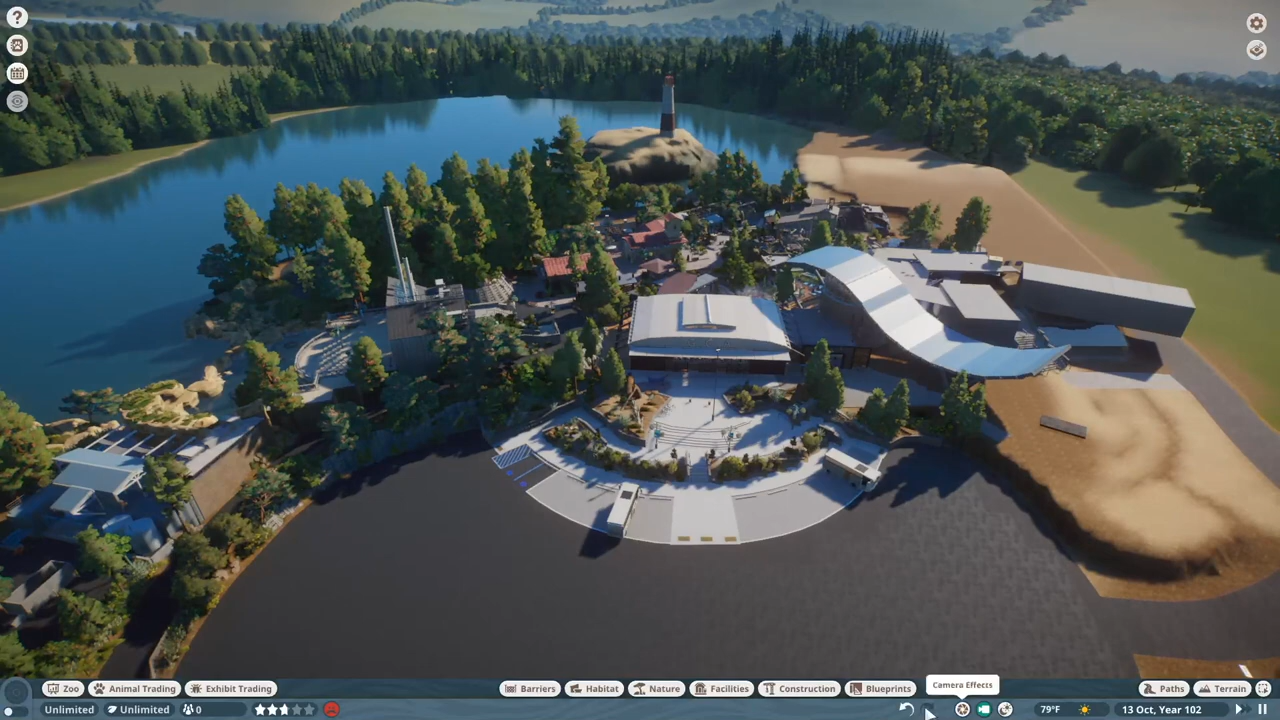 Camera Effects
Zoo Animal Trading Exhibit Trading Barriers Habitat Nature Facilities Construction Blueprints Paths Terrain
Unlimited Unlimited 0 79°F 13 Oct, Year 102